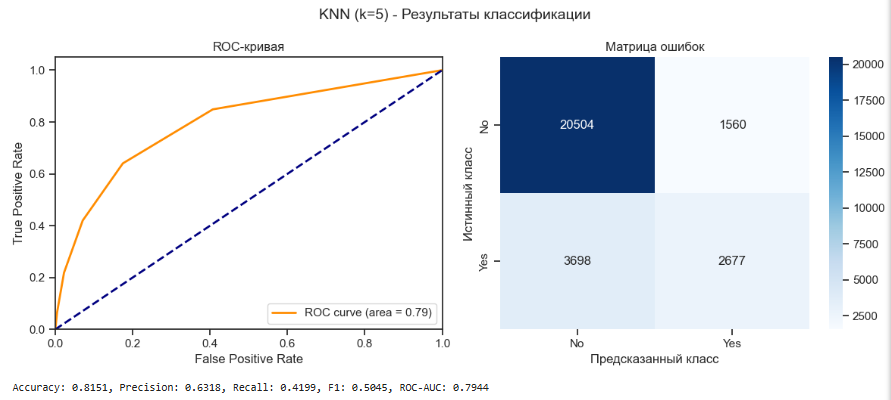 KNN (k=5) - Результаты классификации
ROC-кривая
1.0
0.8
0.6
0.4
0.2
0.0
True Positive Rate
0.0 0.2 0.4 0.6 0.8 1.0
False Positive Rate
ROC curve (area = 0.79)
Матрица ошибок
Истинный класс
No
20504 1560
Yes
3698 2677
No Yes
Предсказанный класс
20000
17500
15000
12500
10000
7500
5000
2500
Accuracy: 0.8151, Precision: 0.6318, Recall: 0.4199, F1: 0.5045, ROC-AUC: 0.7944